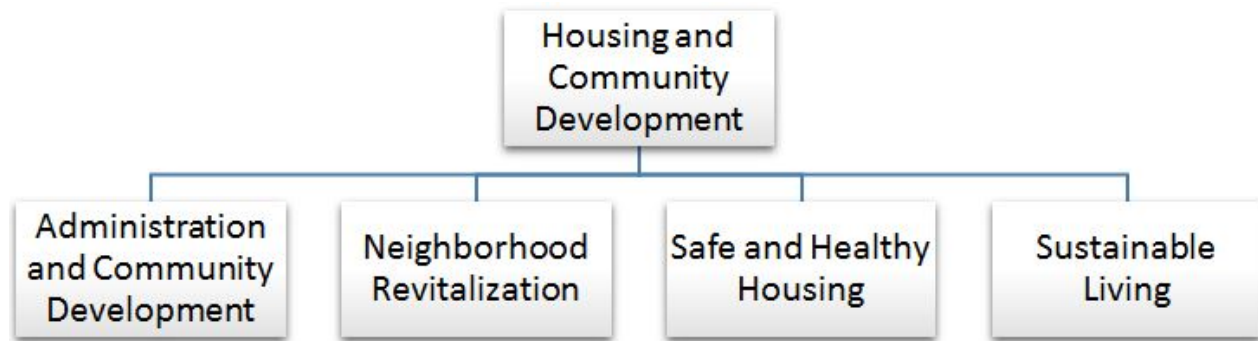 Housing and
Community
Development
Administration
and Community
Development
Neighborhood
Revitalization
Safe and Healthy
Housing
Sustainable
Living